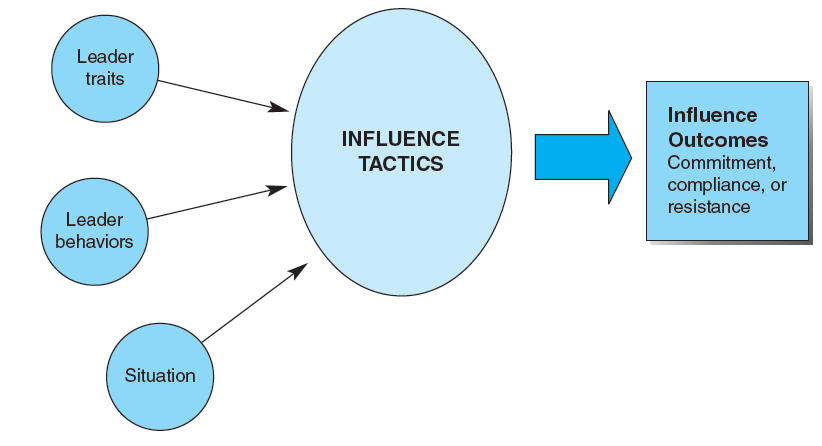 Leader
traits
Leader
behaviors
Situation
INFLUENCE
TACTICS
Influence
Outcomes
Commitment,
compliance, or
resistance